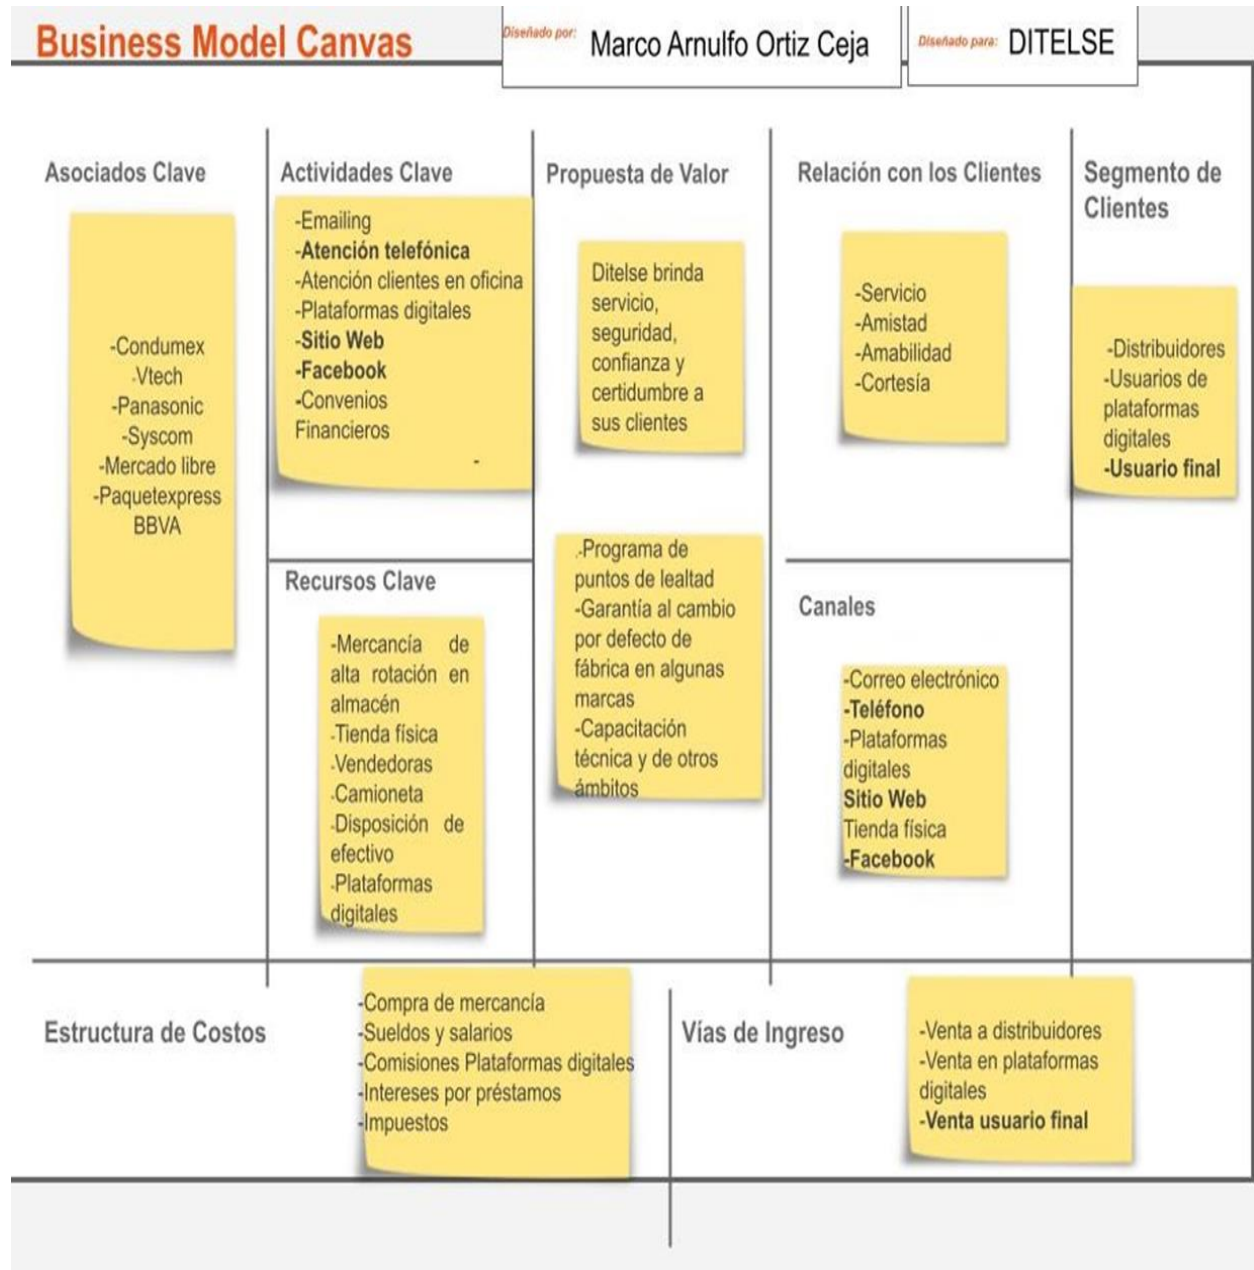 Business Model Canvas
Diseñado por:
Marco Arnulfo Ortiz Ceja
Diseñado para:
DITELSE
Asociados Clave
-Condumex
-Vtech
-Panasonic
-Syscom
-Mercado libre
-Paquetexpress
BBVA
Actividades Clave
-Emailing
-Atención telefónica
-Atención clientes en oficina
-Plataformas digitales
-Sitio Web
-Facebook
-Convenios
Financieros
-
Recursos Clave
-Mercancía de
alta rotación en
almacén
-Tienda física
-Vendedoras
-Camioneta
-Disposición de
efectivo
-Plataformas
digitales
Propuesta de Valor
Ditelse brinda
servicio,
seguridad,
confianza y
certidumbre a
sus clientes
.-Programa de
puntos de lealtad
-Garantía al cambio
por defecto de
fábrica en algunas
marcas
-Capacitación
técnica y de otros
ámbitos
Relación con los Clientes
-Servicio
-Amistad
-Amabilidad
-Cortesía
Canales
-Correo electrónico
-Teléfono
-Plataformas
digitales
Sitio Web
Tienda física
-Facebook
Segmento de
Clientes
-Distribuidores
-Usuarios de
plataformas
digitales
-Usuario final
Estructura de Costos
-Compra de mercancía
-Sueldos y salarios
-Comisiones Plataformas digitales
-Intereses por préstamos
-Impuestos
Vías de Ingreso
-Venta a distribuidores
-Venta en plataformas
digitales
-Venta usuario final